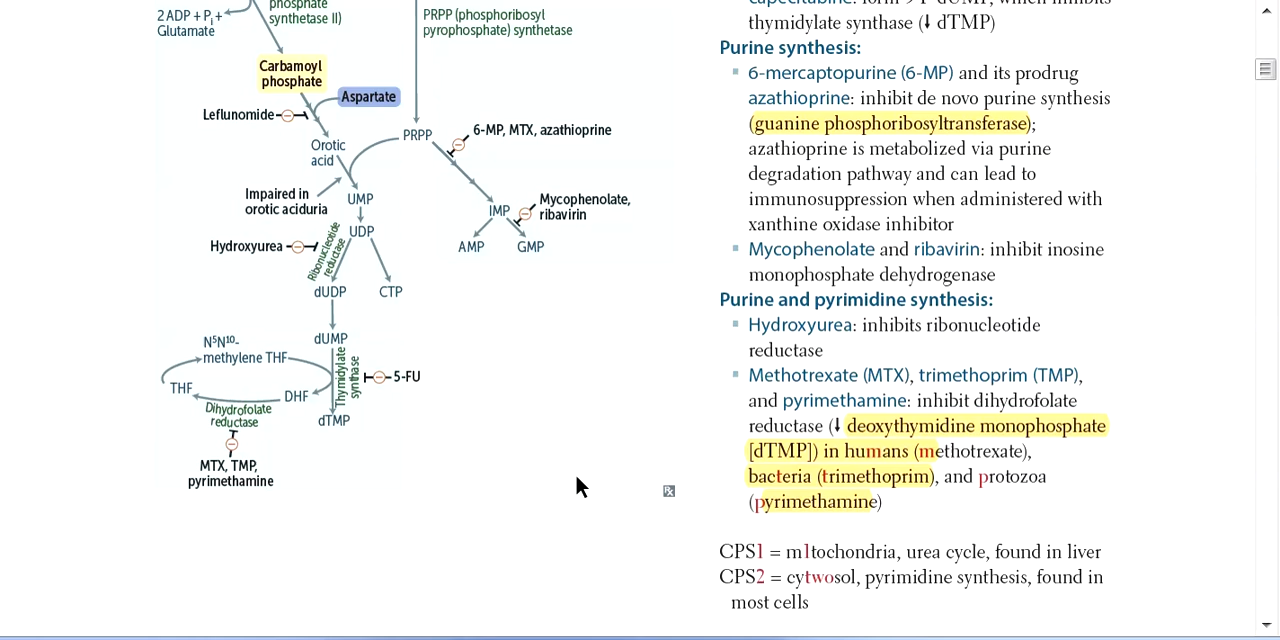 phosphate
synthetase II)
2 ADP + Pi +
Glutamate
PRPP (phosphoribosyl
pyrophosphate) synthetase
Carbamoyl
phosphate
Aspartate
Leflunomide
Orotic
acid
PRPP
6-MP, MTX, azathioprine
Impaired in
orotic aciduria
UMP
IMP
Mycophenolate,
ribavirin
UDP
Hydroxyurea
Ribonucleotide
reductase
AMP
GMP
dUDP
CTP
dUMP
N5N10-
methylene THF
THF
DHF
Thymidylate
synthase
5-FU
Dihydrofolate
reductase
dTMP
MTX, TMP,
pyrimethamine
thymidylate synthase (⬇ dTMP)
Purine synthesis:
6-mercaptopurine (6-MP) and its prodrug
azathioprine: inhibit de novo purine synthesis
(guanine phosphoribosyltransferase);
azathioprine is metabolized via purine
degradation pathway and can lead to
immunosuppression when administered with
xanthine oxidase inhibitor
Mycophenolate and ribavirin: inhibit inosine
monophosphate dehydrogenase
Purine and pyrimidine synthesis:
Hydroxyurea: inhibits ribonucleotide
reductase
Methotrexate (MTX), trimethoprim (TMP),
and pyrimethamine: inhibit dihydrofolate
reductase (⬇ deoxythymidine monophosphate
[dTMP]) in humans (methotrexate),
bacteria (trimethoprim), and protozoa
(pyrimethamine)
Rx
CPS1 = m1tochondria, urea cycle, found in liver
CPS2 = cytwosol, pyrimidine synthesis, found in
most cells